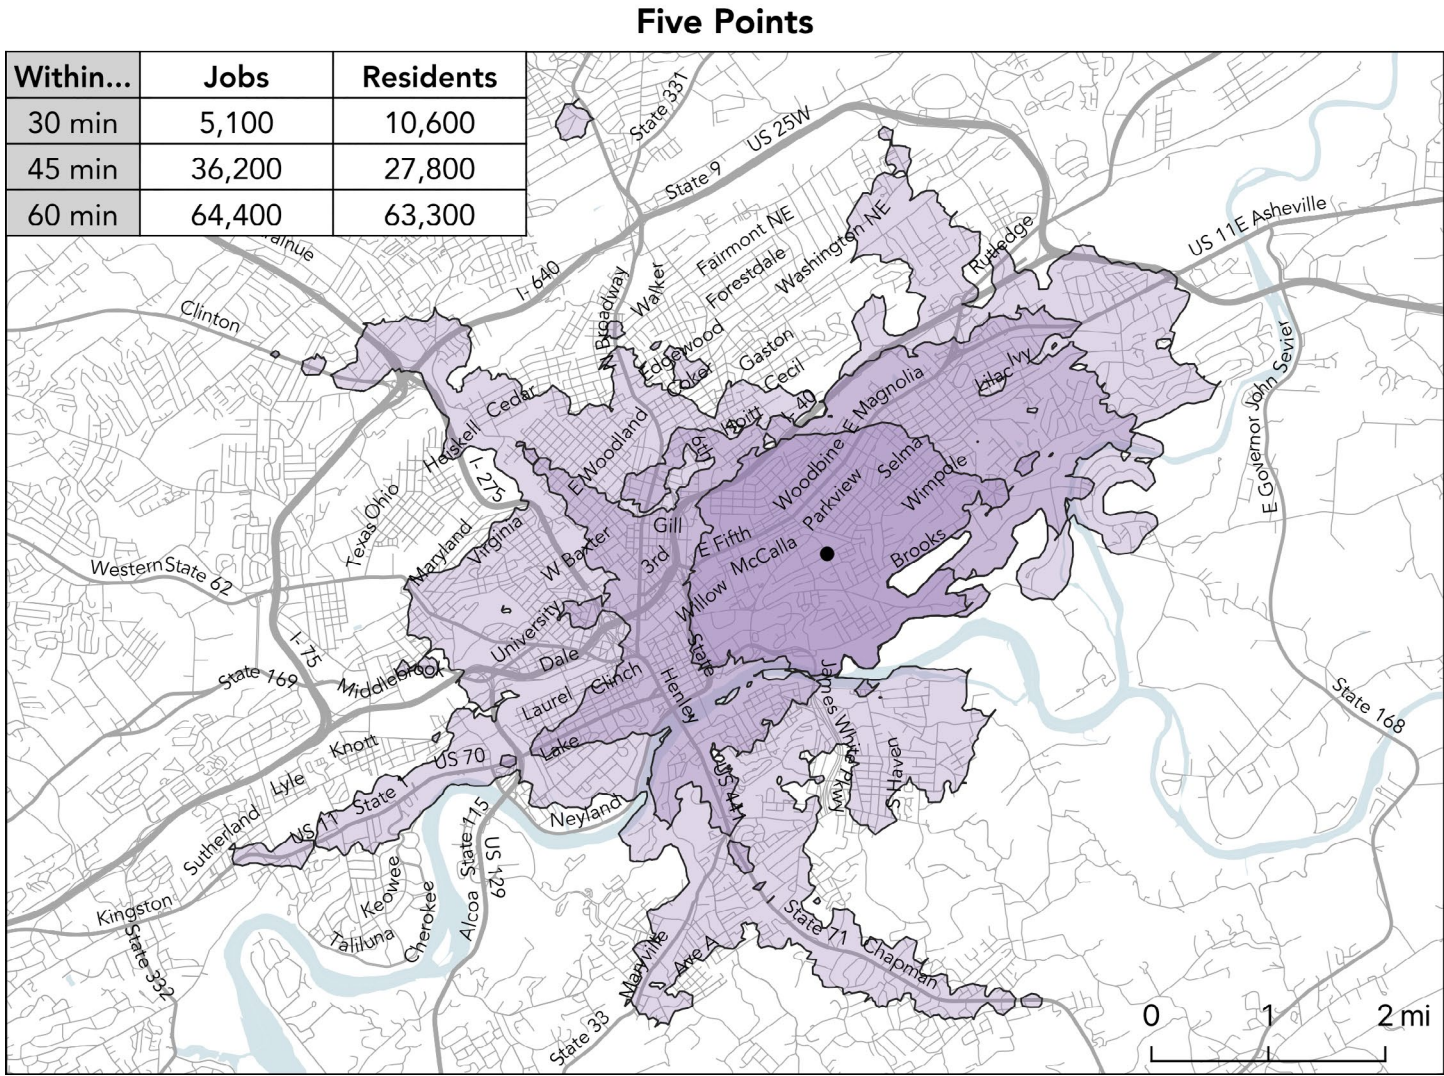 Five Points
Within... Jobs Residents
30 min 5,100 10,600
45 min 36,200 27,800
60 min 64,400 63,300
State 331
US 25W
State 9
Fairmont NE
Forestdale
Washington NE
Rutledge
US 11E Asheville
I- 640
N Broadway
Walker
Clinton
Edgewood
Coker
Gaston
Cecil
Ivy
Lilac
E Governor John Sevier
Cedar
Hoitt
I- 40
E Magnolia
Heiskell
E Woodland
6th
Woodbine
Selma
Wimpole
Parkview
I- 275
Texas Ohio
Maryland
Virginia
W Baxter
Gill
3rd
E Fifth
McCalla
Brooks
Western State 62
Willow
University
Dale
State
I- 75
State 169
Middlebrook
Laurel
Clinch
Henley
James White Pkwy
State 168
Knott
US 70
Lake
US 441
S Haven
Lyle
State
US 11
Sutherland
Neyland
State 115
US 129
Alcoa
Keowee
Cherokee
Taliluna
Kingston
State 332
State 71
Chapman
Maryville
Ave A
State 33
0 1 2 mi